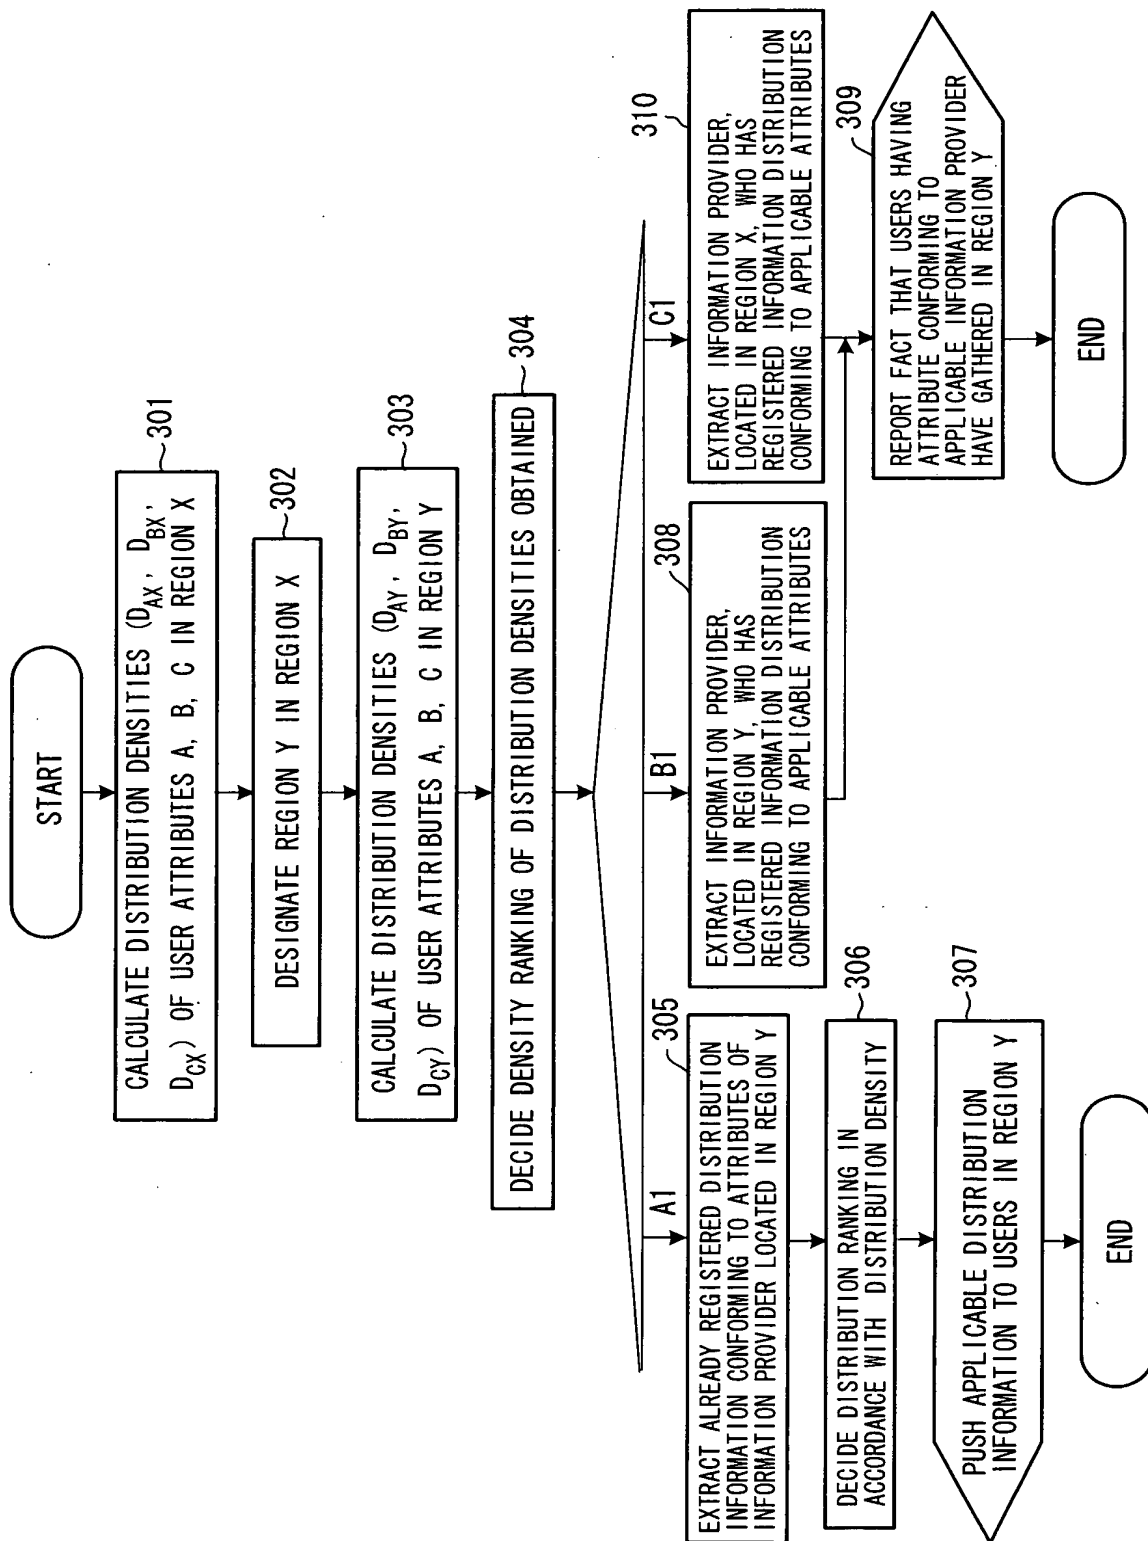 START
CALCULATE DISTRIBUTION DENSITIES (DAX, DBX,
DCX) OF USER ATTRIBUTES A, B, C IN REGION X
301
DESIGNATE REGION Y IN REGION X
302
CALCULATE DISTRIBUTION DENSITIES (DAY, DBY,
DCY) OF USER ATTRIBUTES A, B, C IN REGION Y
303
DECIDE DENSITY RANKING OF DISTRIBUTION DENSITIES OBTAINED
304
A1
B1
C1
305
EXTRACT ALREADY REGISTERED DISTRIBUTION
INFORMATION CONFORMING TO ATTRIBUTES OF
INFORMATION PROVIDER LOCATED IN REGION Y
306
DECIDE DISTRIBUTION RANKING IN
ACCORDANCE WITH DISTRIBUTION DENSITY
307
PUSH APPLICABLE DISTRIBUTION
INFORMATION TO USERS IN REGION Y
END
308
EXTRACT INFORMATION PROVIDER,
LOCATED IN REGION Y, WHO HAS
REGISTERED INFORMATION DISTRIBUTION
CONFORMING TO APPLICABLE ATTRIBUTES
310
EXTRACT INFORMATION PROVIDER,
LOCATED IN REGION X, WHO HAS
REGISTERED INFORMATION DISTRIBUTION
CONFORMING TO APPLICABLE ATTRIBUTES
309
REPORT FACT THAT USERS HAVING
ATTRIBUTE CONFORMING TO
APPLICABLE INFORMATION PROVIDER
HAVE GATHERED IN REGION Y
END